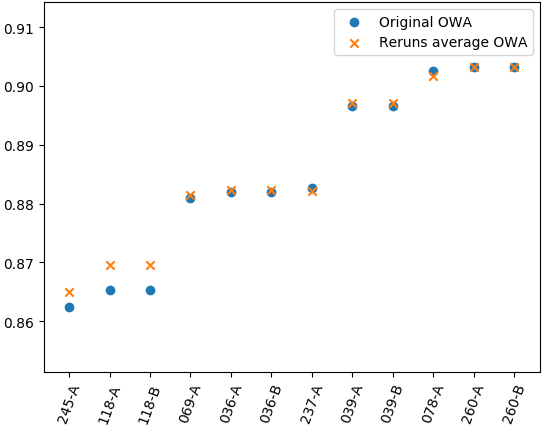 Original OWA
Reruns average OWA
0.91
0.90
0.89
0.88
0.87
0.86
245-A
118-A
118-B
069-A
036-A
036-B
237-A
039-A
039-B
078-A
260-A
260-B